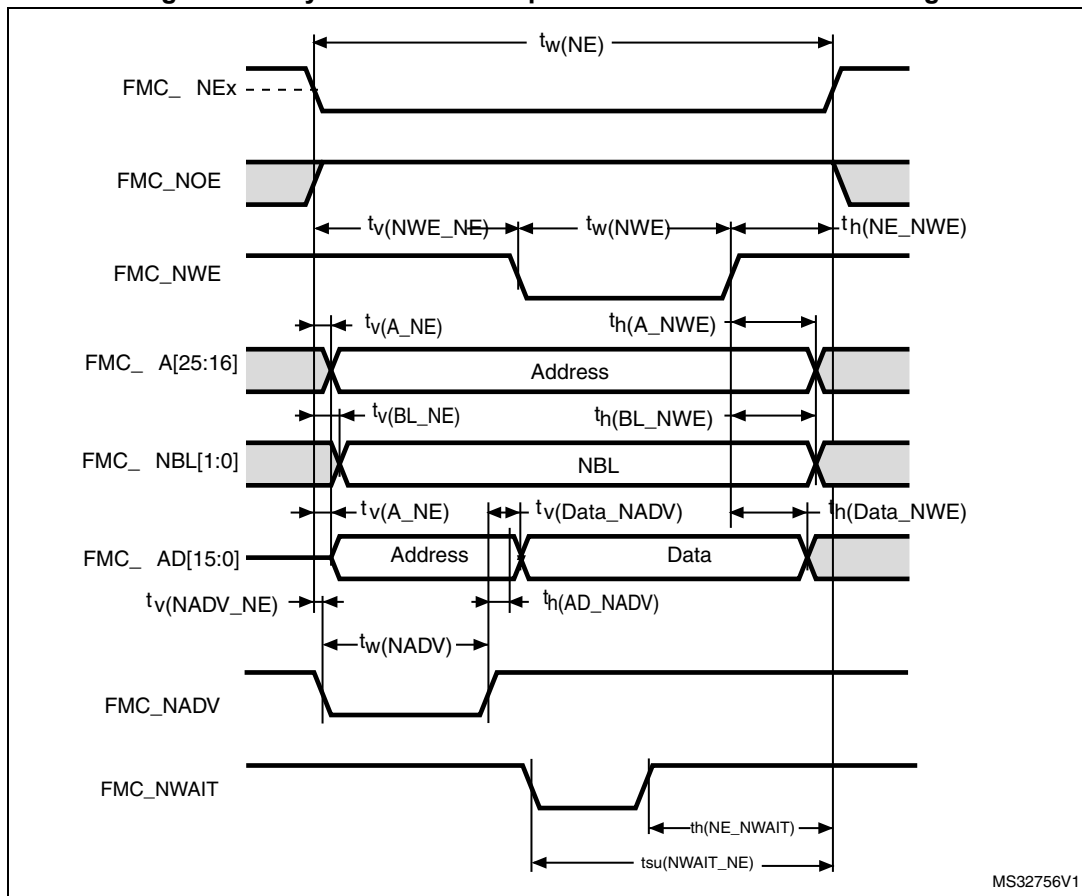 tw(NE)
FMC_ NEx
FMC_NOE
tv(NWE_NE) tw(NWE) th(NE_NWE)
FMC_NWE
tv(A_NE) th(A_NWE)
FMC_ A[25:16] Address
tv(BL_NE) th(BL_NWE)
FMC_ NBL[1:0] NBL
tv(A_NE) tv(Data_NADV) th(Data_NWE)
FMC_ AD[15:0] Address Data
tv(NADV_NE) th(AD_NADV)
tw(NADV)
FMC_NADV
FMC_NWAIT
th(NE_NWAIT)
tsu(NWAIT_NE)
MS32756V1